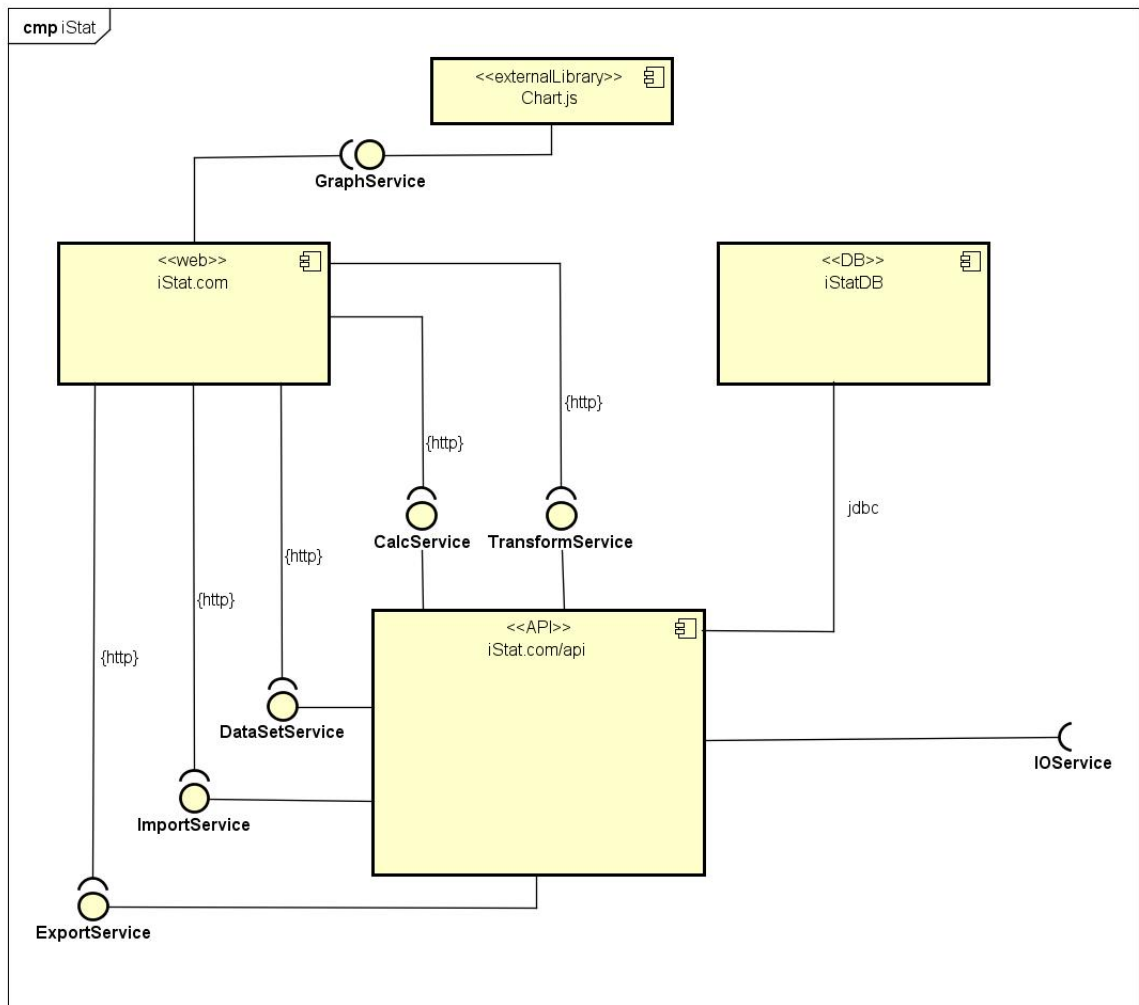 cmp iStat
<<externalLibrary>>
Chart.js
GraphService
<<web>>
iStat.com
<<DB>>
iStatDB
{http}
{http}
CalcService
TransformService
jdbc
{http}
{http}
{http}
<<API>>
iStat.com/api
DataSetService
IOService
ImportService
ExportService